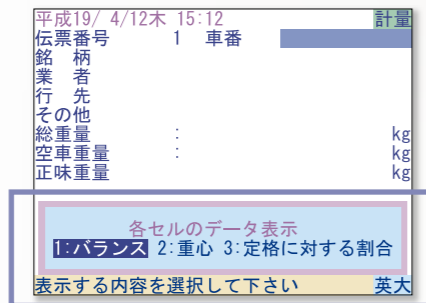 平成19/ 4/12木 15:12 計量
伝票番号 1 車番
銘 柄
業 者
行 先
その他
総重量 : kg
空車重量 : kg
正味重量 kg
各セルのデータ表示
1:バランス 2:重心 3:定格に対する割合
表示する内容を選択して下さい 英大